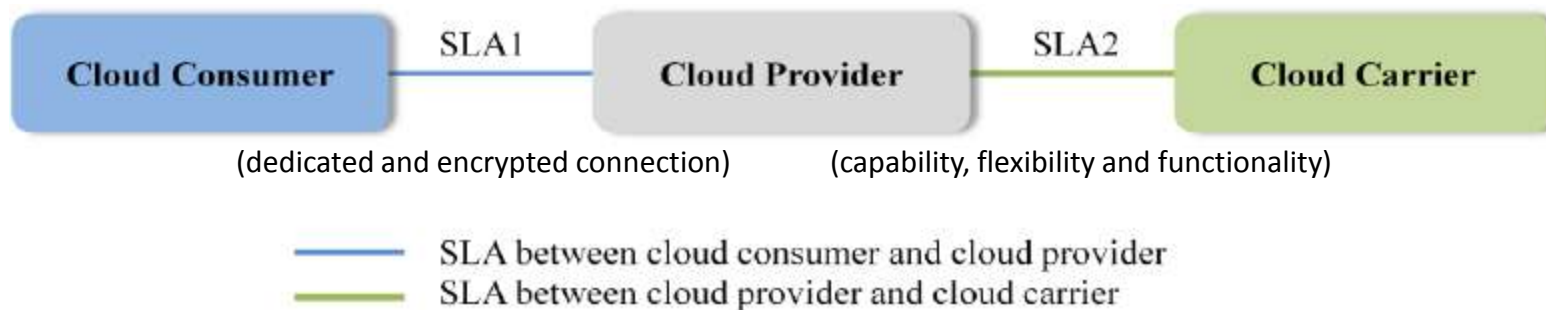 SLA1 SLA2
Cloud Consumer Cloud Provider Cloud Carrier
(dedicated and encrypted connection) (capability, flexibility and functionality)
SLA between cloud consumer and cloud provider
SLA between cloud provider and cloud carrier